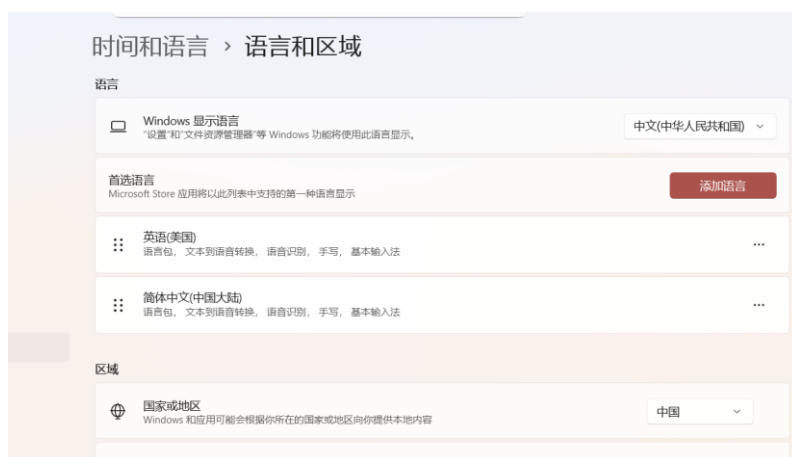 时间和语言 › 语言和区域
语言
Windows 显示语言
"设置"和"文件资源管理器"等 Windows 功能将使用此语言显示。
中文(中华人民共和国)
首选语言
Microsoft Store 应用将以此列表中支持的第一种语言显示
添加语言
英语(美国)
语言包, 文本到语音转换, 语音识别, 手写, 基本输入法
简体中文(中国大陆)
语言包, 文本到语音转换, 语音识别, 手写, 基本输入法
区域
国家或地区
Windows 和应用可能会根据你所在的国家或地区向你提供本地内容
中国